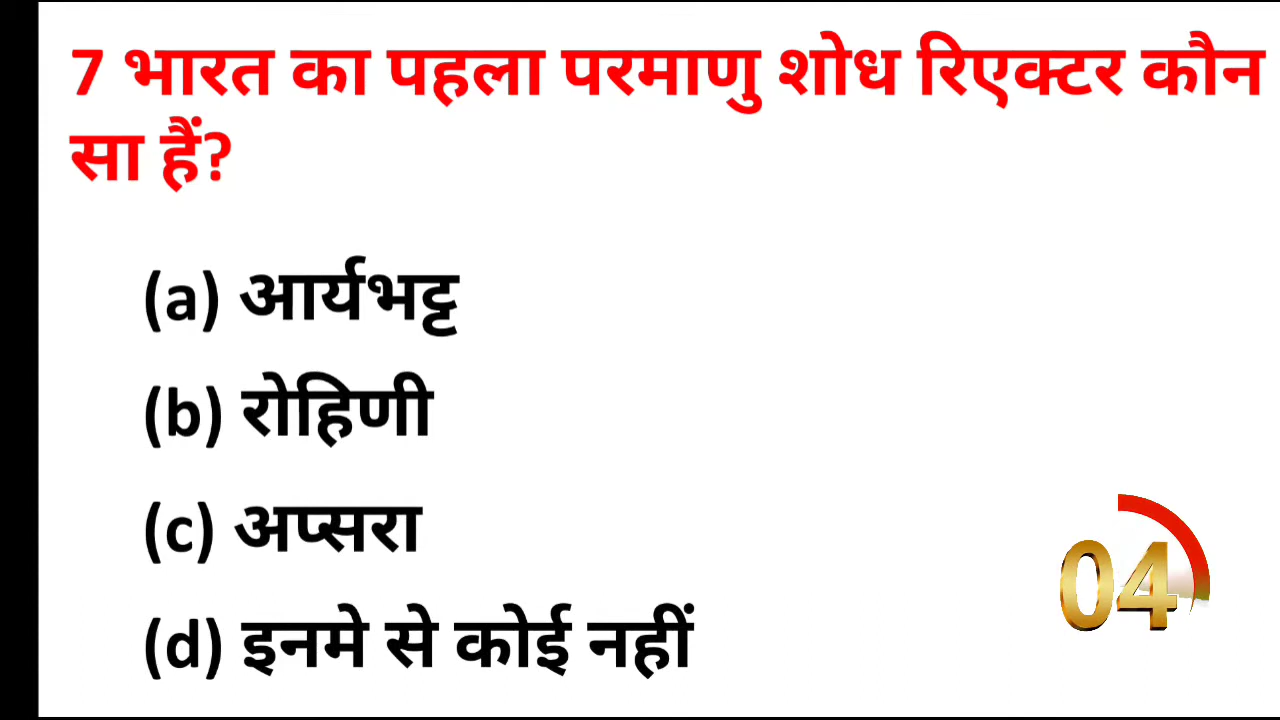 7 भारत का पहला परमाणु शोध रिएक्टर कौन
सा हैं?
(a) आर्यभट्ट
(b) रोहिणी
(c) अप्सरा
(d) इनमे से कोई नहीं
04